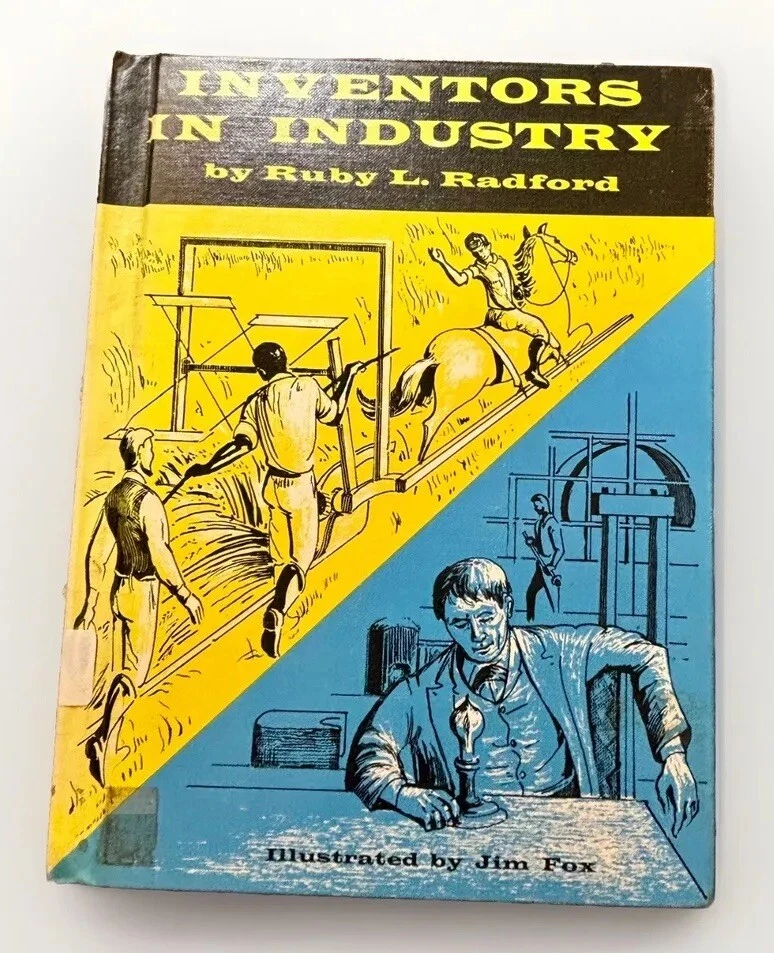 INVENTORS
IN INDUSTRY
by Ruby L. Radford
Illustrated by Jim Fox